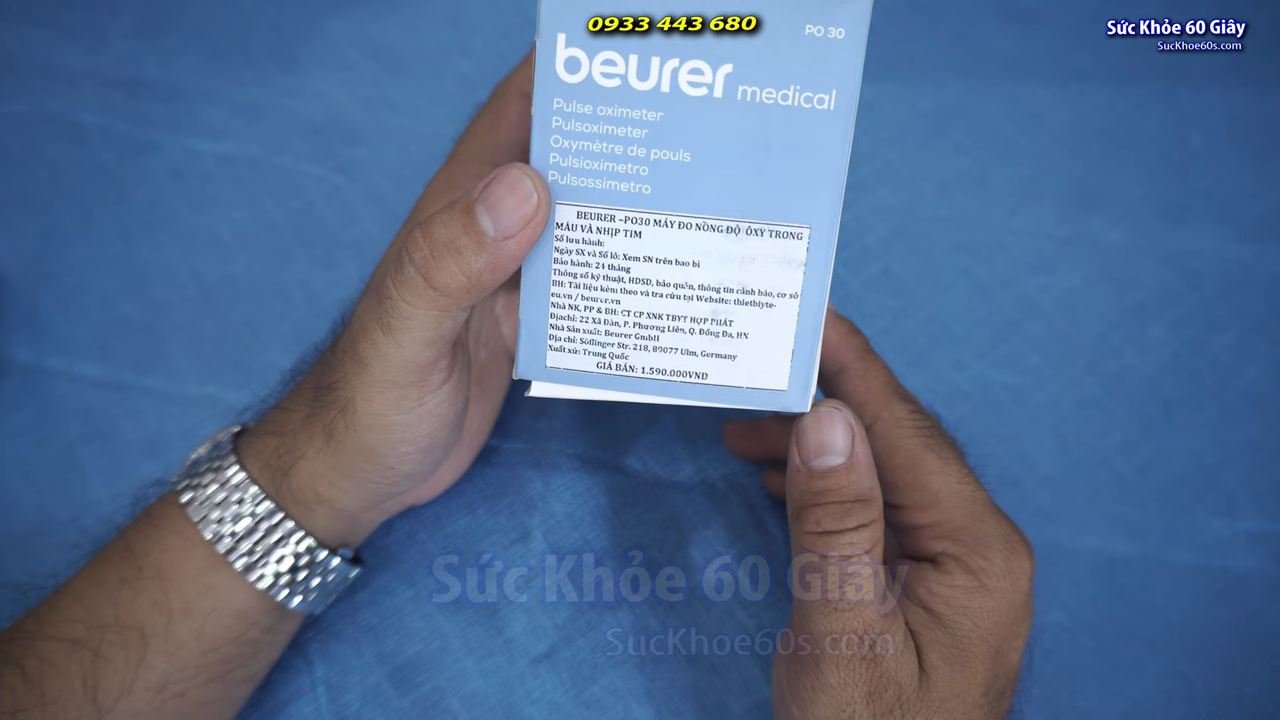 0933 443 680
Sức Khỏe 60 Giây
SucKhoe60s.com
PO 30
beurer medical
Pulse oximeter
Pulsoximeter
Oxymètre de pouls
Pulsioxímetro
Pulsossimetro
BEURER –PO30 MÁY ĐO NỒNG ĐỘ ÔXY TRONG
MÁU VÀ NHỊP TIM
Số lưu hành:
Ngày SX và Số lô: Xem SN trên bao bì
Bảo hành: 24 tháng
Thông số kỹ thuật, HDSD, bảo quản, thông tin cảnh báo, cơ sở
BH: Tài liệu kèm theo và tra cứu tại Website: thietbiyte-
eu.vn / beurer.vn
Nhà NK, PP & BH: CT CP XNK TBYT HỢP PHÁT
Địachỉ: 22 Xã Đàn, P. Phương Liên, Q. Đống Đa, HN
Nhà Sản xuất: Beurer GmbH
Địa chỉ: Söflinger Str. 218, 89077 Ulm, Germany
Xuất xứ: Trung Quốc
GIÁ BÁN: 1.590.000VNĐ
Sức Khỏe 60 Giây
SucKhoe60s.com